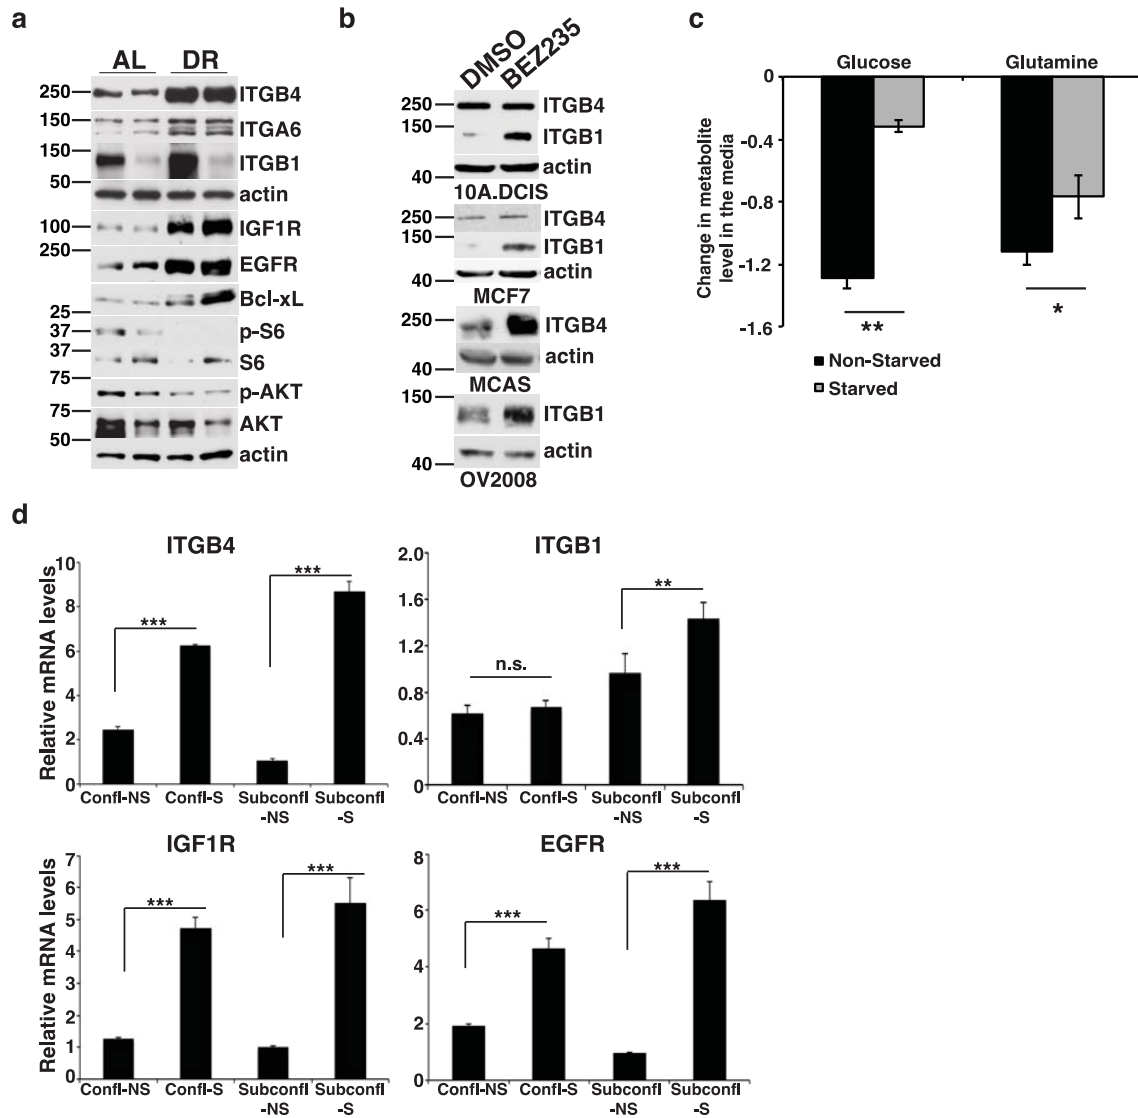 a
AL DR
250 ITGB4
150 ITGA6
150 ITGB1
50 actin
100 IGF1R
250 EGFR
Bcl-xL
25
37 p-S6
37 S6
75 p-AKT
75 AKT
50 actin
b
DMSO BEZ235
250 ITGB4
150 ITGB1
actin
40
10A.DCIS
250 ITGB4
150 ITGB1
40 actin
MCF7
250 ITGB4
actin
40
MCAS
150 ITGB1
actin
40
OV2008
c
Glucose Glutamine
0
-0.4
-0.8
-1.2
-1.6
Change in metabolite
level in the media
** *
Non-Starved
Starved
d
ITGB4
Relative mRNA levels
10
8
6
4
2
0
*** ***
Confl-NS Confl-S Subconfl Subconfl
-NS -S
ITGB1
2.0
1.6
1.2
0.8
0.4
0
n.s. **
Confl-NS Confl-S Subconfl Subconfl
-NS -S
IGF1R
Relative mRNA levels
7
6
5
4
3
2
1
0
*** ***
Confl-NS Confl-S Subconfl Subconfl
-NS -S
EGFR
8
6
4
2
0
*** ***
Confl-NS Confl-S Subconfl Subconfl
-NS -S